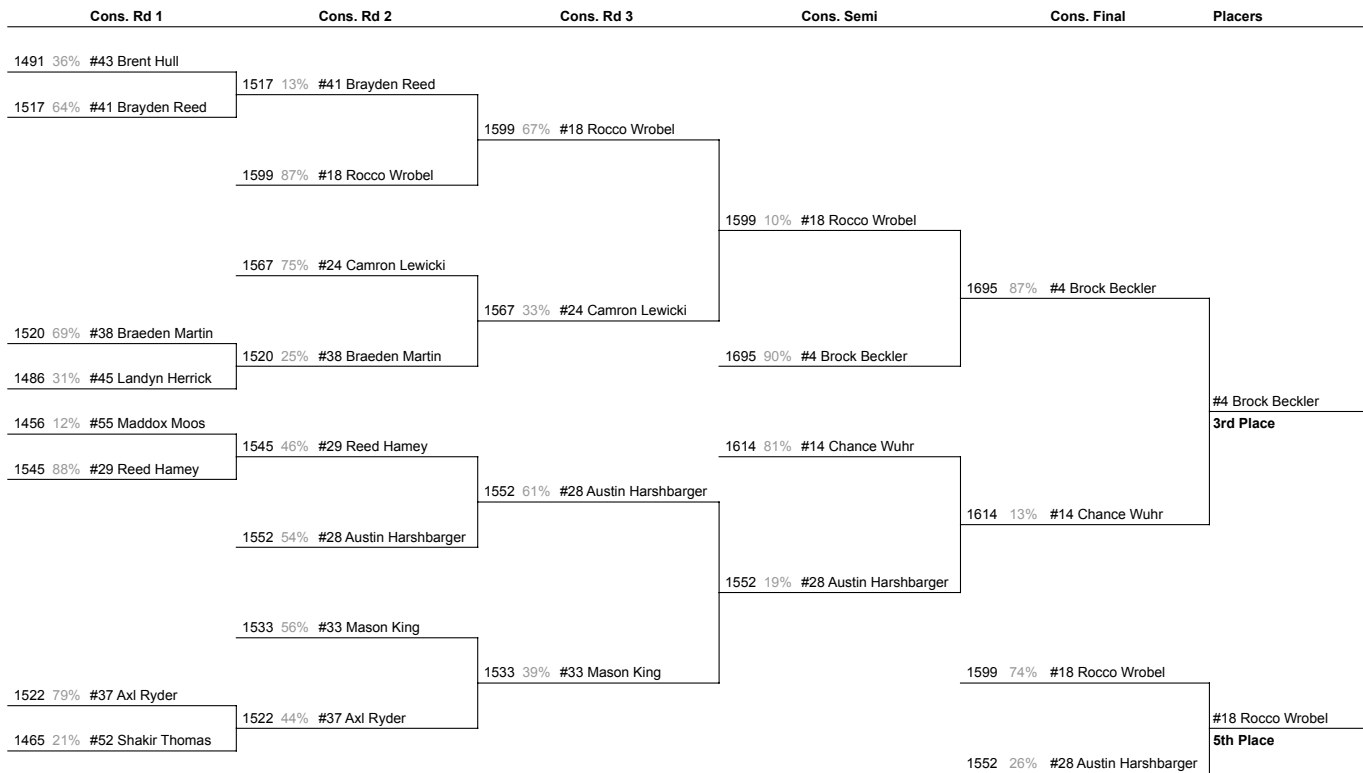 Cons. Rd 1 Cons. Rd 2 Cons. Rd 3 Cons. Semi Cons. Final Placers
1491 36% #43 Brent Hull
1517 13% #41 Brayden Reed
1517 64% #41 Brayden Reed
1599 67% #18 Rocco Wrobel
1599 87% #18 Rocco Wrobel
1599 10% #18 Rocco Wrobel
1567 75% #24 Camron Lewicki
1695 87% #4 Brock Beckler
1567 33% #24 Camron Lewicki
1520 69% #38 Braeden Martin
1520 25% #38 Braeden Martin
1695 90% #4 Brock Beckler
1486 31% #45 Landyn Herrick
#4 Brock Beckler
3rd Place
1456 12% #55 Maddox Moos
1545 46% #29 Reed Hamey
1614 81% #14 Chance Wuhr
1545 88% #29 Reed Hamey
1552 61% #28 Austin Harshbarger
1614 13% #14 Chance Wuhr
1552 54% #28 Austin Harshbarger
1552 19% #28 Austin Harshbarger
1533 56% #33 Mason King
1533 39% #33 Mason King
1599 74% #18 Rocco Wrobel
1522 79% #37 Axl Ryder
1522 44% #37 Axl Ryder
#18 Rocco Wrobel
5th Place
1465 21% #52 Shakir Thomas
1552 26% #28 Austin Harshbarger